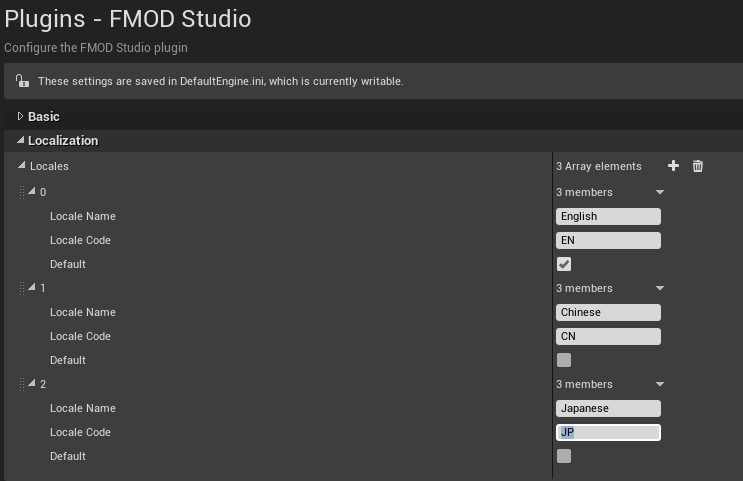 Plugins - FMOD Studio
Configure the FMOD Studio plugin
These settings are saved in DefaultEngine.ini, which is currently writable.
Basic
Localization
Locales 3 Array elements
0 3 members
Locale Name English
Locale Code EN
Default
1 3 members
Locale Name Chinese
Locale Code CN
Default
2 3 members
Locale Name Japanese
Locale Code JP
Default